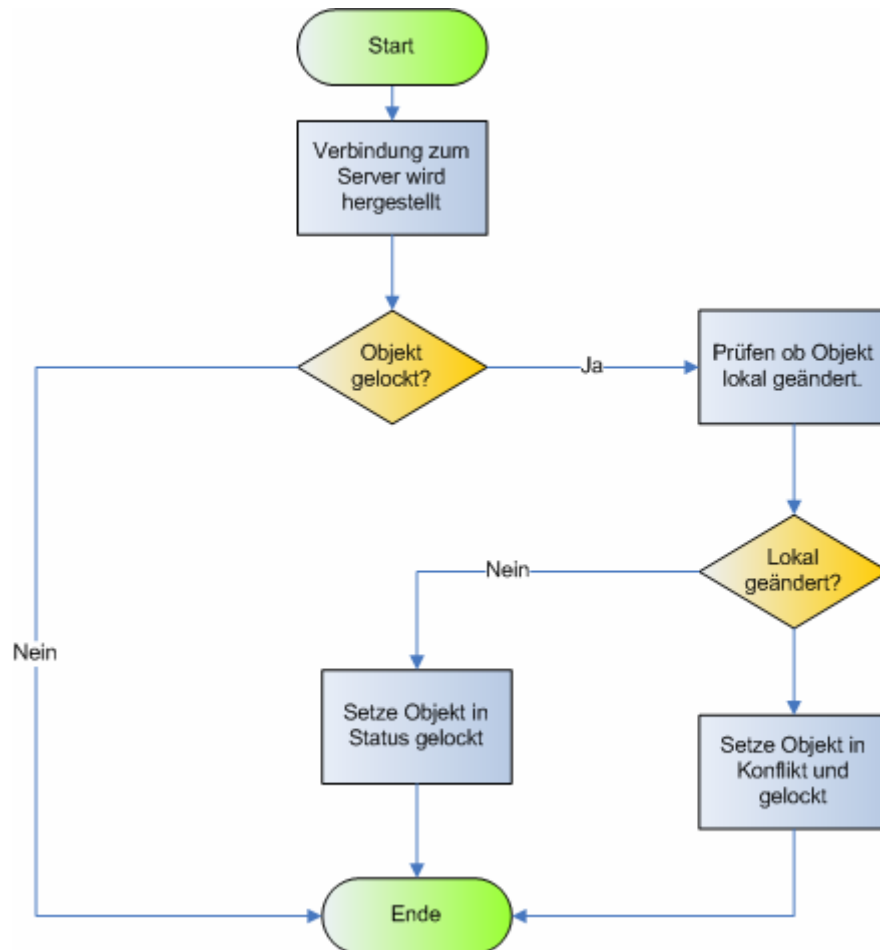 Start
Verbindung zum
Server wird
hergestellt
Objekt
gelockt?
Ja
Prüfen ob Objekt
lokal geändert.
Lokal
geändert?
Nein
Nein
Setze Objekt in
Status gelockt
Setze Objekt in
Konflikt und
gelockt
Ende